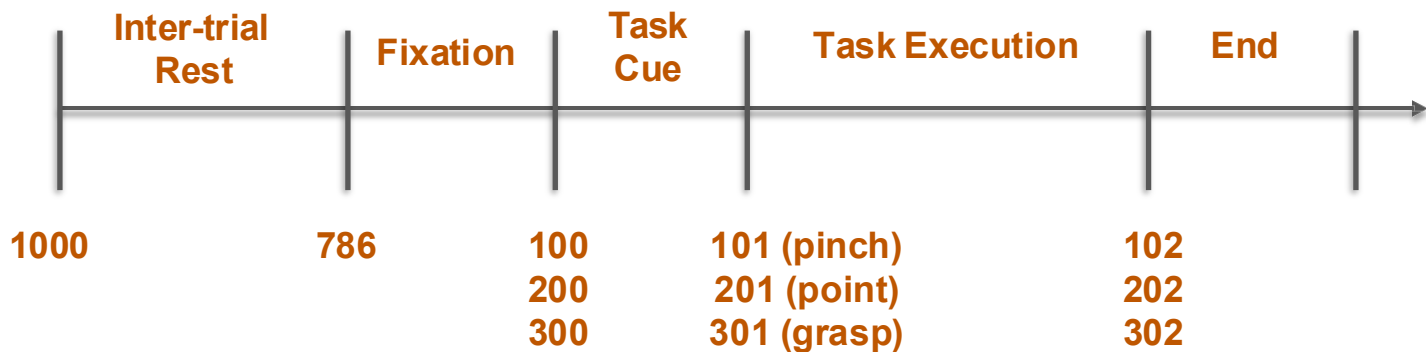 Inter-trial
Rest
Fixation
Task
Cue
Task Execution
End
1000
786
100
200
300
101 (pinch)
201 (point)
301 (grasp)
102
202
302